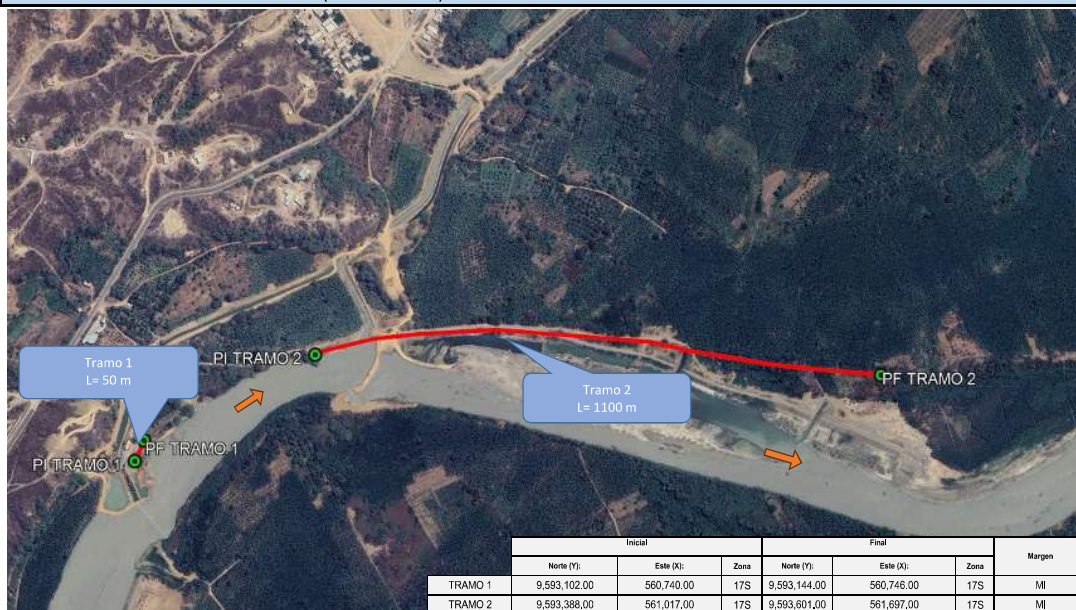 PI TRAMO 2
Tramo 1
L= 50 m
Tramo 2
L= 1100 m
PF TRAMO 2
PF TRAMO 1
PI TRAMO 1
Inicial Final Margen
Norte (Y): Este (X): Zona Norte (Y): Este (X): Zona
TRAMO 1 9,593,102.00 560,740.00 17S 9,593,144.00 560,746.00 17S MI
TRAMO 2 9,593,388.00 561,017.00 17S 9,593,601.00 561,697.00 17S MI